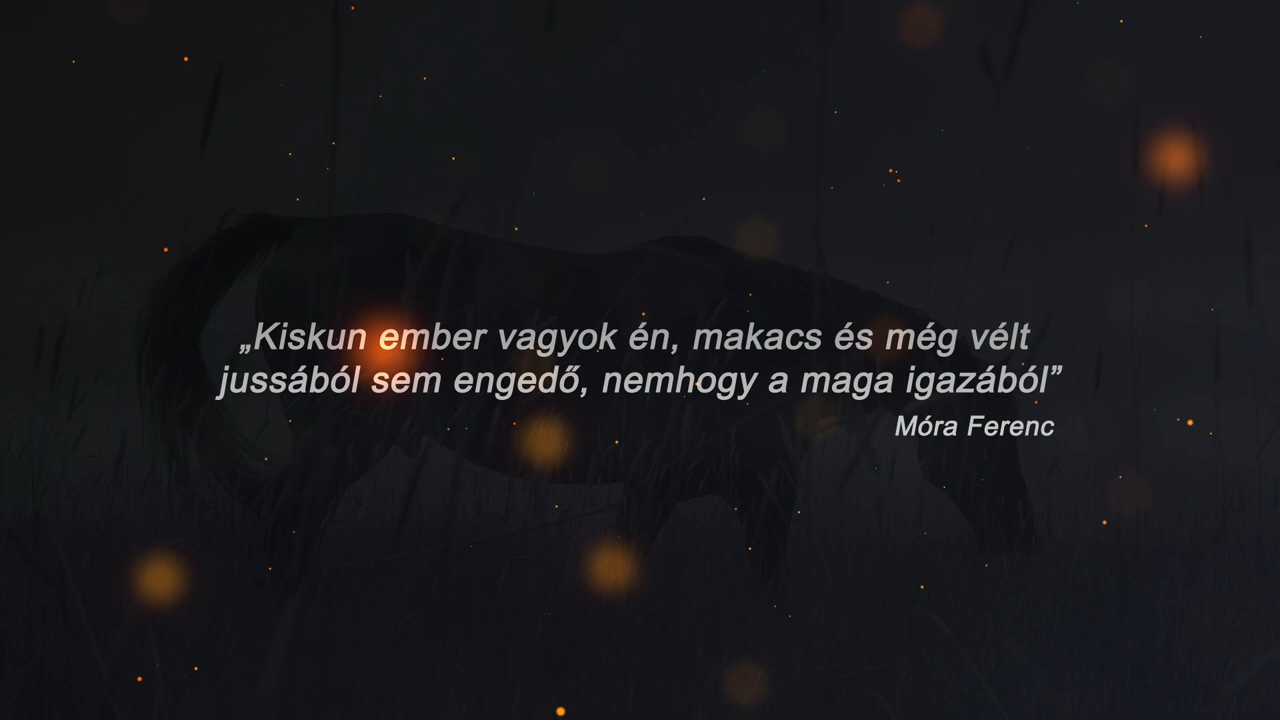 „Kiskun ember vagyok én, makacs és még vélt
jussából sem engedő, nemhogy a maga igazából”
Móra Ferenc